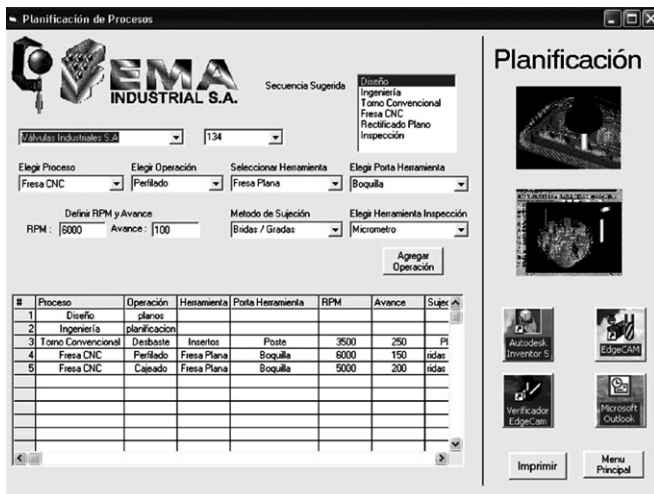 Planificación de Procesos
EMA
INDUSTRIAL S.A.
Secuencia Sugerida
Diseño
Ingeniería
Torno Convencional
Fresa CNC
Rectificado Plano
Inspección
Válvulas Industriales S.A
134
Elegir Proceso Elegir Operación Seleccionar Herramienta Elegir Porta Herramienta
Fresa CNC Perfilado Fresa Plana Boquilla
Definir RPM y Avance Metodo de Sujeción Elegir Herramienta Inspección
RPM : 6000 Avance : 100 Bridas / Gradas Micrometro
Agregar
Operación
# Proceso Operación Herramienta Porta Herramienta RPM Avance Sujec
1 Diseño planos
2 Ingeniería planificacion
3 Torno Convencional Desbaste Insertos Poste 3500 250 Pl
4 Fresa CNC Perfilado Fresa Plana Boquilla 6000 150 ridas
5 Fresa CNC Cajeado Fresa Plana Boquilla 5000 200 ridas
Planificación
Autodesk
Inventor 5
EdgeCAM
Verificador
EdgeCam
Microsoft
Outlook
Imprimir
Menu
Principal